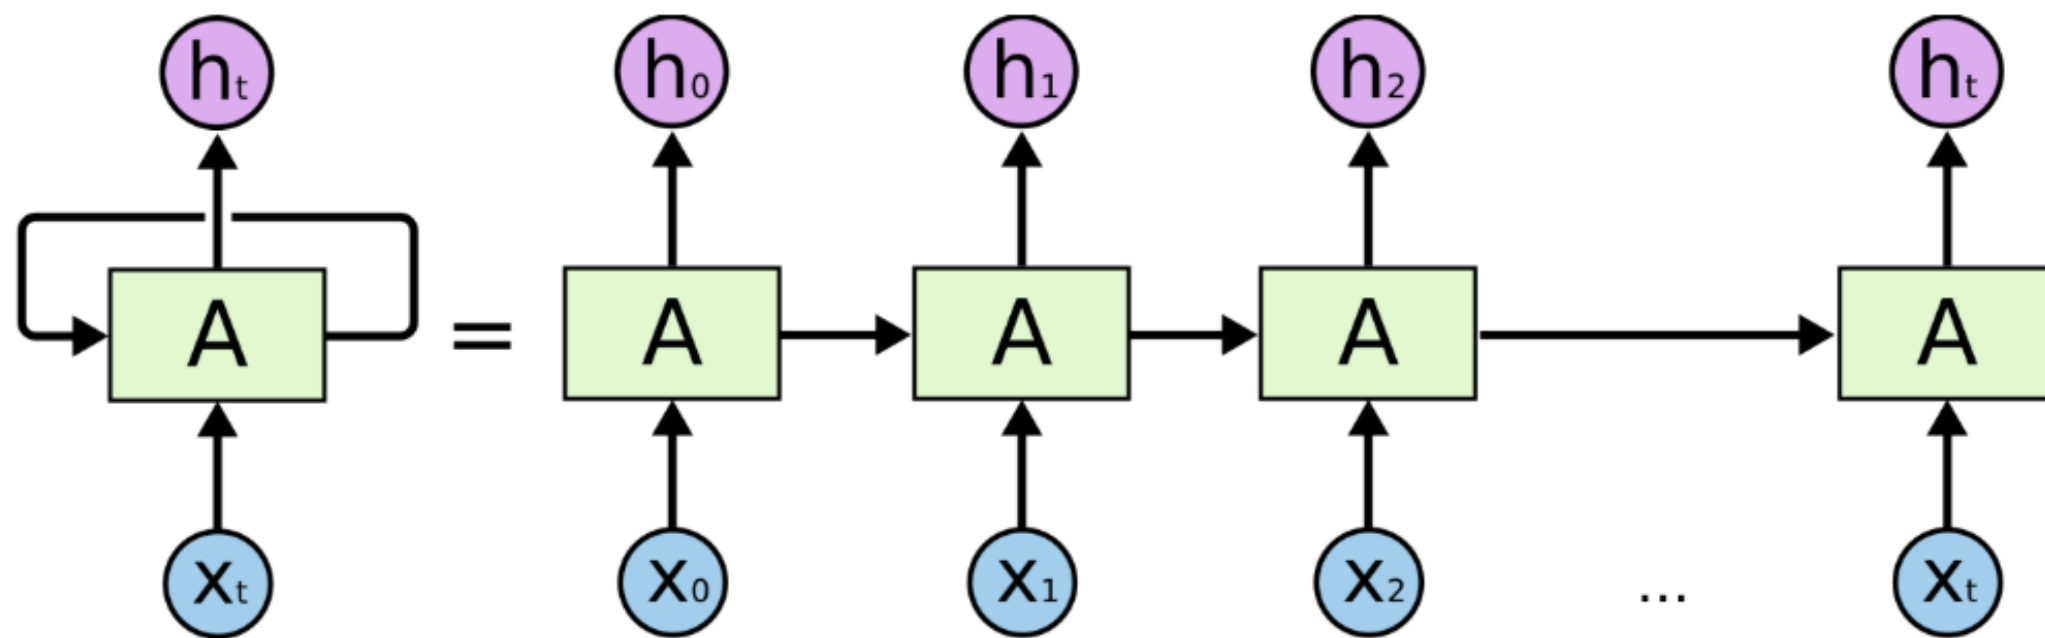 ht h0 h1 h2 ht
A = A A A A
xt x0 x1 x2 ... xt